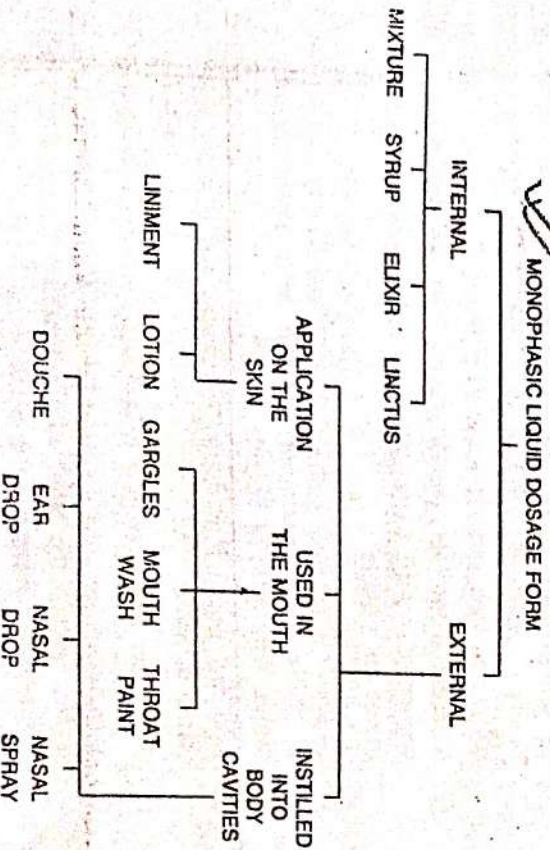 MONOPHASIC LIQUID DOSAGE FORM
INTERNAL EXTERNAL
MIXTURE SYRUP ELIXIR LINCTUS
APPLICATION
ON THE
SKIN
USED IN
THE MOUTH
INSTILLED
INTO
BODY
CAVITIES
LINIMENT LOTION GARGLES MOUTH
WASH
THROAT
PAINT
DOUCHE EAR
DROP
NASAL
DROP
NASAL
SPRAY